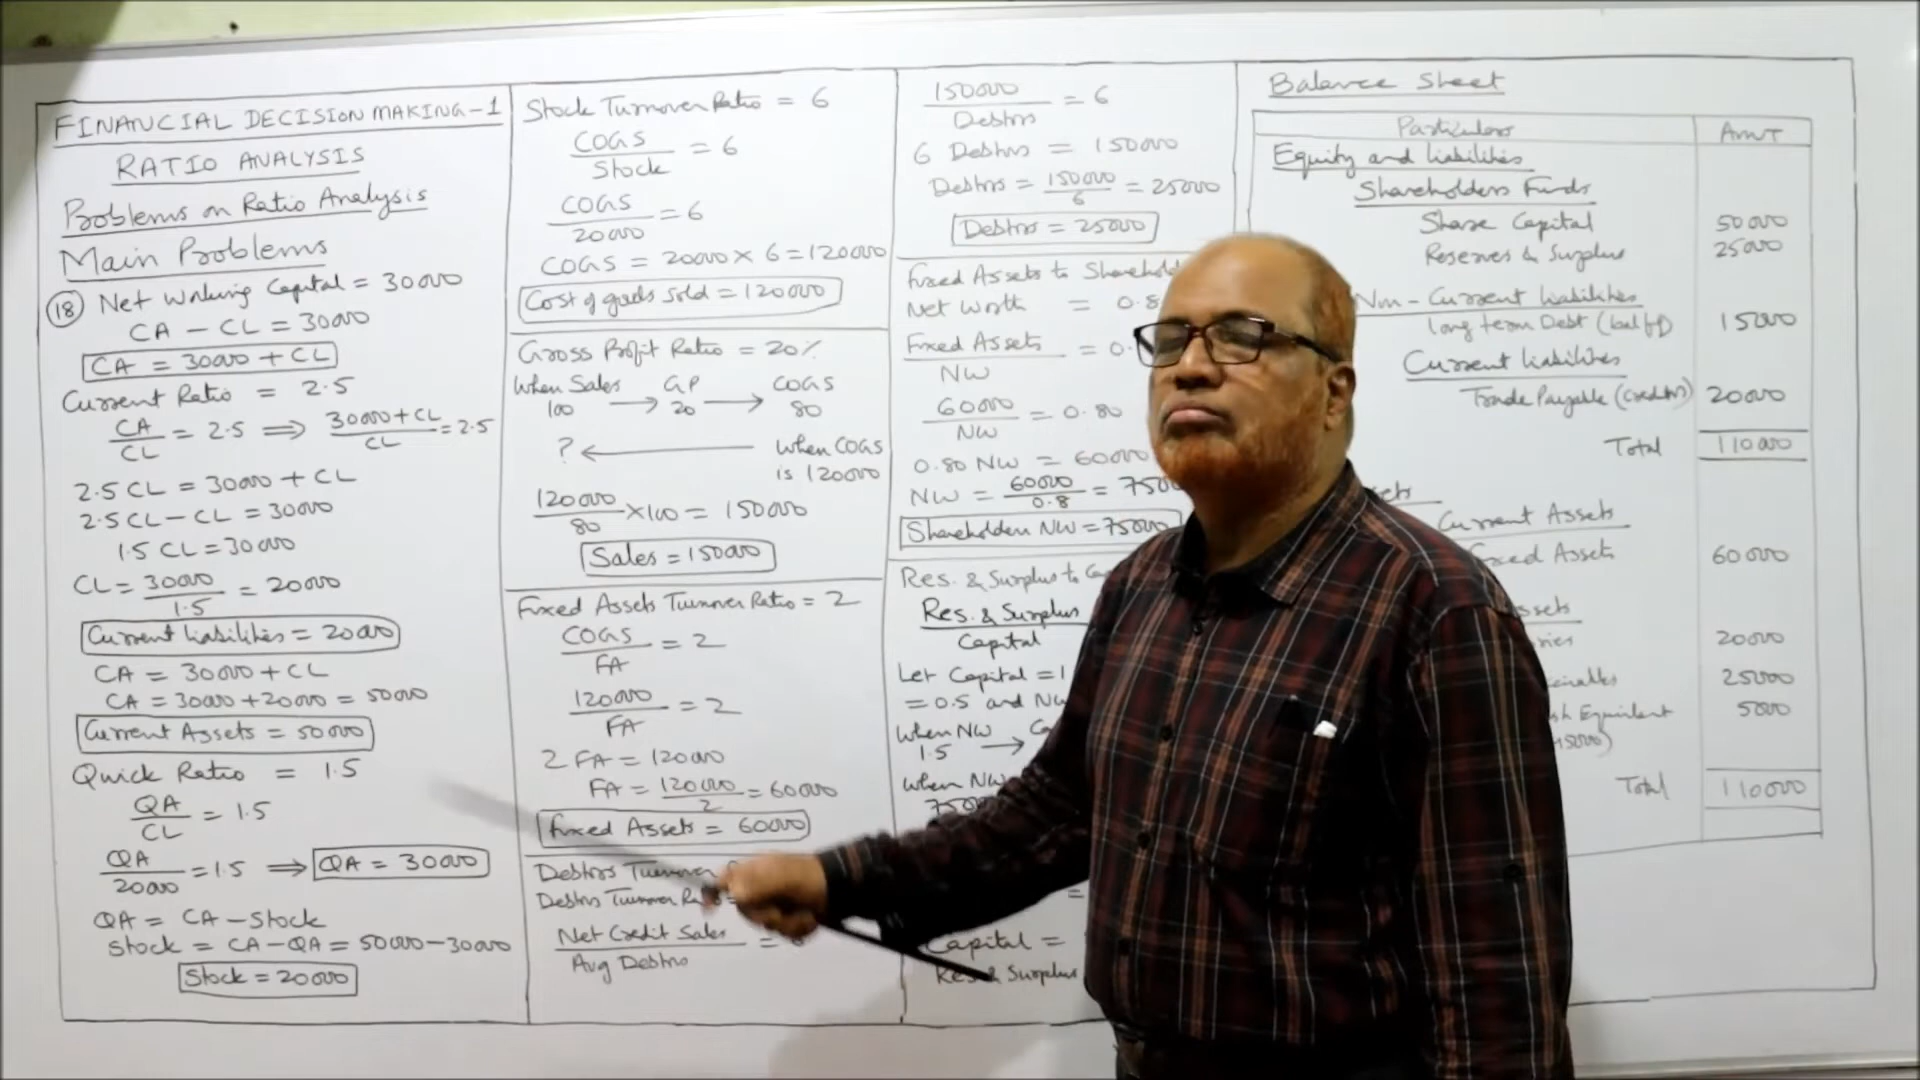 FINANCIAL DECISION MAKING-1
RATIO ANALYSIS
Problems on Ratio Analysis
Main Problems
18 Net Working Capital = 30000
CA - CL = 30000
CA = 30000 + CL
Current Ratio = 2.5
CA/CL = 2.5 ⟹ 30000+CL/CL = 2.5
2.5 CL = 30000 + CL
2.5 CL - CL = 30000
1.5 CL = 30000
CL = 30000/1.5 = 20000
Current Liabilities = 20000
CA = 30000 + CL
CA = 30000 + 20000 = 50000
Current Assets = 50000
Quick Ratio = 1.5
QA/CL = 1.5
QA/20000 = 1.5 ⟹ QA = 30000
QA = CA - Stock
Stock = CA - QA = 50000 - 30000
Stock = 20000
Stock Turnover Ratio = 6
COGS/Stock = 6
COGS/20000 = 6
COGS = 20000 × 6 = 120000
Cost of goods sold = 120000
Gross Profit Ratio = 20%
When Sales GP COGS
100 → 20 → 80
? ← When COGS
is 120000
120000/80 × 100 = 150000
Sales = 150000
Fixed Assets Turnover Ratio = 2
COGS/FA = 2
120000/FA = 2
2 FA = 120000
FA = 120000/2 = 60000
Fixed Assets = 60000
Debtors Turnover
Debtors Turnover
Net Credit Sales/Avg Debtors =
150000/Debtors = 6
6 Debtors = 150000
Debtors = 150000/6 = 25000
Debtors = 25000
Fixed Assets to
Net Worth = 0.8
Fixed Assets/NW = 0.
60000/NW = 0.80
0.80 NW = 60000
NW = 60000/0.8 = 7500
Shareholders NW = 75000
Res. & Surplus to
Res. & Surplus/Capital
Let Capital = 1
= 0.5 and NW
When NW
1.5 →
When NW
=
Capital =
Res & Surplus
Balance Sheet
Particulars AMT
Equity and Liabilities
Shareholders Funds
Share Capital 50000
Reserves & Surplus 25000
Non-Current Liabilities
Long term Debt (bal f) 15000
Current Liabilities
Trade Payable (Creditors) 20000
Total 110000
Current Assets
Assets 60000
20000
25000
Equivalent 5000
Total 110000